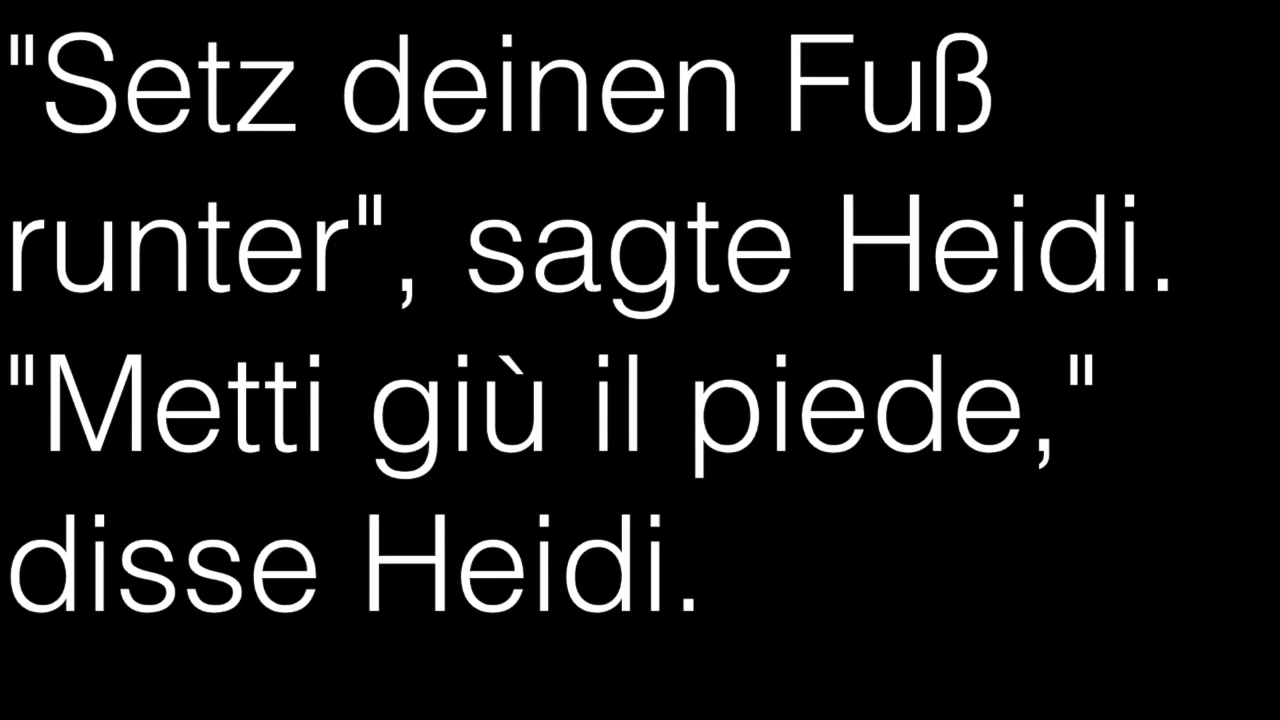 "Setz deinen Fuß
runter", sagte Heidi.
"Metti giù il piede,"
disse Heidi.